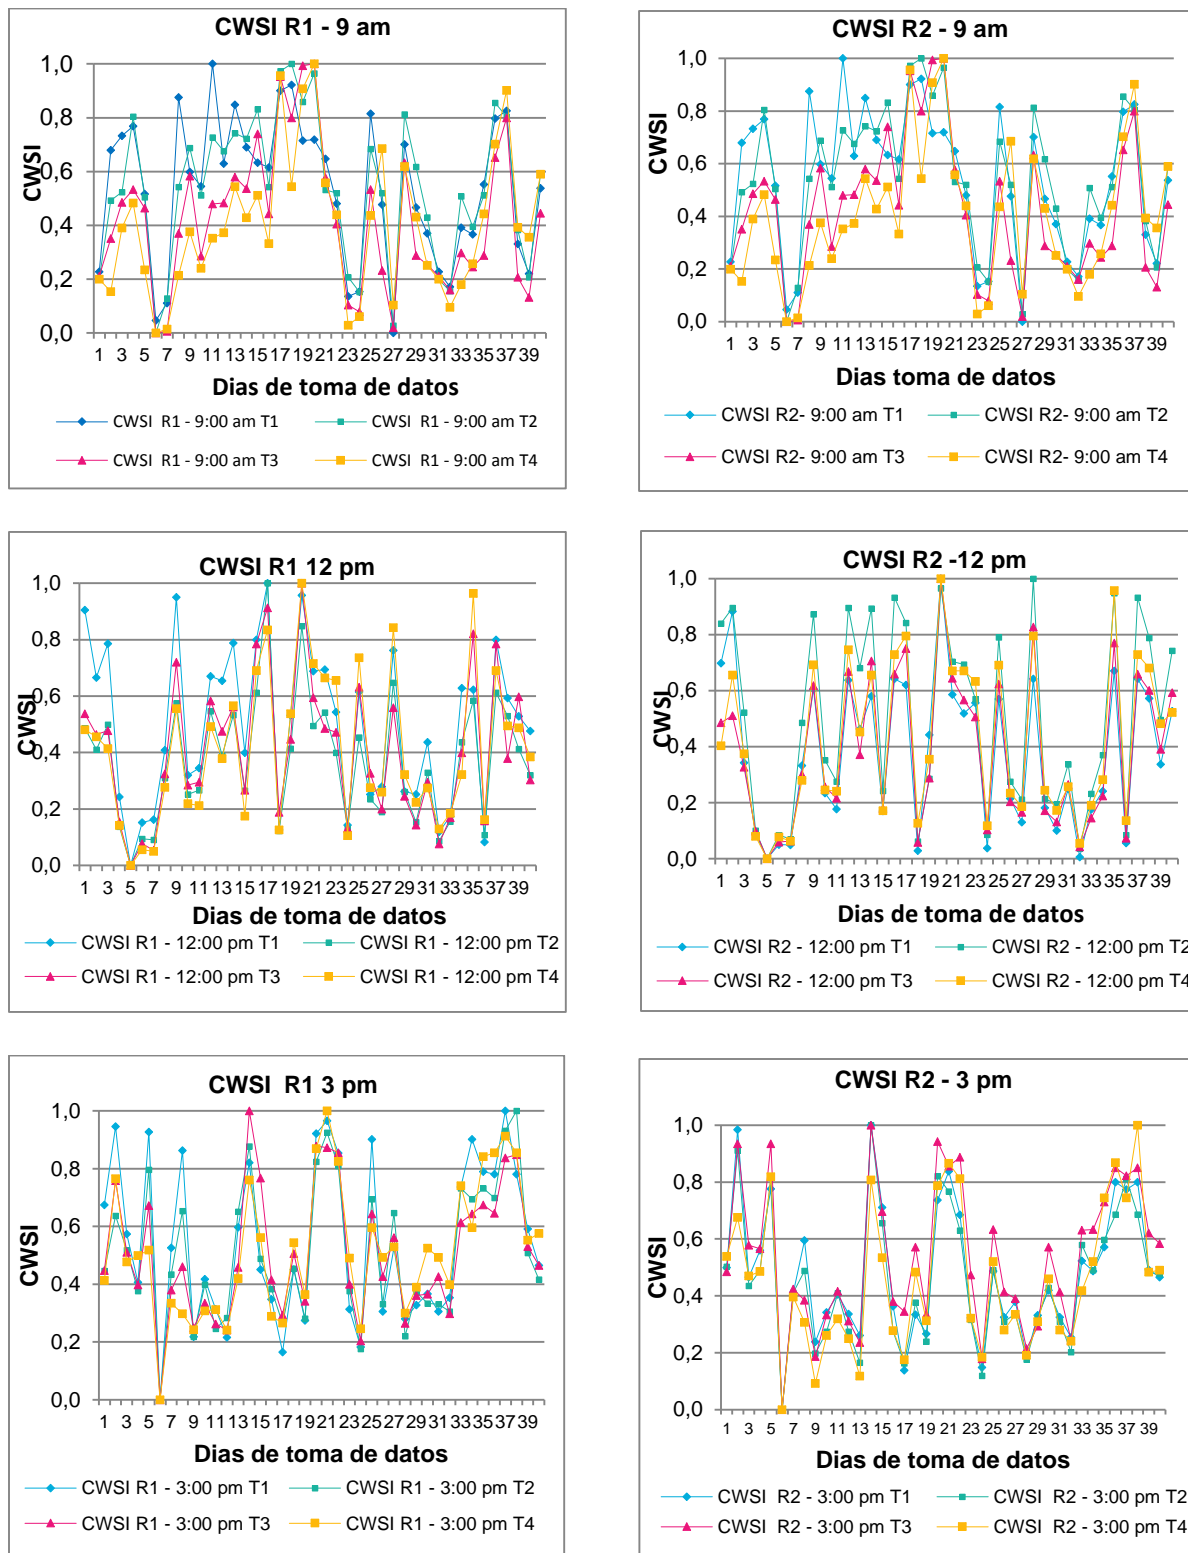 CWSI R1 - 9 am
1,0
0,8
0,6
0,4
0,2
0,0
CWSI
1 3 5 7 9 11 13 15 17 19 21 23 25 27 29 31 33 35 37 39
Dias de toma de datos
CWSI R1 - 9:00 am T1 CWSI R1 - 9:00 am T2
CWSI R1 - 9:00 am T3 CWSI R1 - 9:00 am T4
CWSI R2 - 9 am
1,0
0,8
0,6
0,4
0,2
0,0
CWSI
1 3 5 7 9 11 13 15 17 19 21 23 25 27 29 31 33 35 37 39
Dias toma de datos
CWSI R2- 9:00 am T1 CWSI R2- 9:00 am T2
CWSI R2- 9:00 am T3 CWSI R2- 9:00 am T4
CWSI R1 12 pm
1,0
0,8
0,6
0,4
0,2
0,0
CWSI
1 3 5 7 9 11 13 15 17 19 21 23 25 27 29 31 33 35 37 39
Dias de toma de datos
CWSI R1 - 12:00 pm T1 CWSI R1 - 12:00 pm T2
CWSI R1 - 12:00 pm T3 CWSI R1 - 12:00 pm T4
CWSI R2 -12 pm
1,0
0,8
0,6
0,4
0,2
0,0
CWSI
1 3 5 7 9 11 13 15 17 19 21 23 25 27 29 31 33 35 37 39
Dias de toma de datos
CWSI R2 - 12:00 pm T1 CWSI R2 - 12:00 pm T2
CWSI R2 - 12:00 pm T3 CWSI R2 - 12:00 pm T4
CWSI R1 3 pm
1,0
0,8
0,6
0,4
0,2
0,0
CWSI
1 3 5 7 9 11 13 15 17 19 21 23 25 27 29 31 33 35 37 39
Dias de toma de datos
CWSI R1 - 3:00 pm T1 CWSI R1 - 3:00 pm T2
CWSI R1 - 3:00 pm T3 CWSI R1 - 3:00 pm T4
CWSI R2 - 3 pm
1,0
0,8
0,6
0,4
0,2
0,0
CWSI
1 3 5 7 9 11 13 15 17 19 21 23 25 27 29 31 33 35 37 39
Dias de toma de datos
CWSI R2 - 3:00 pm T1 CWSI R2 - 3:00 pm T2
CWSI R2 - 3:00 pm T3 CWSI R2 - 3:00 pm T4